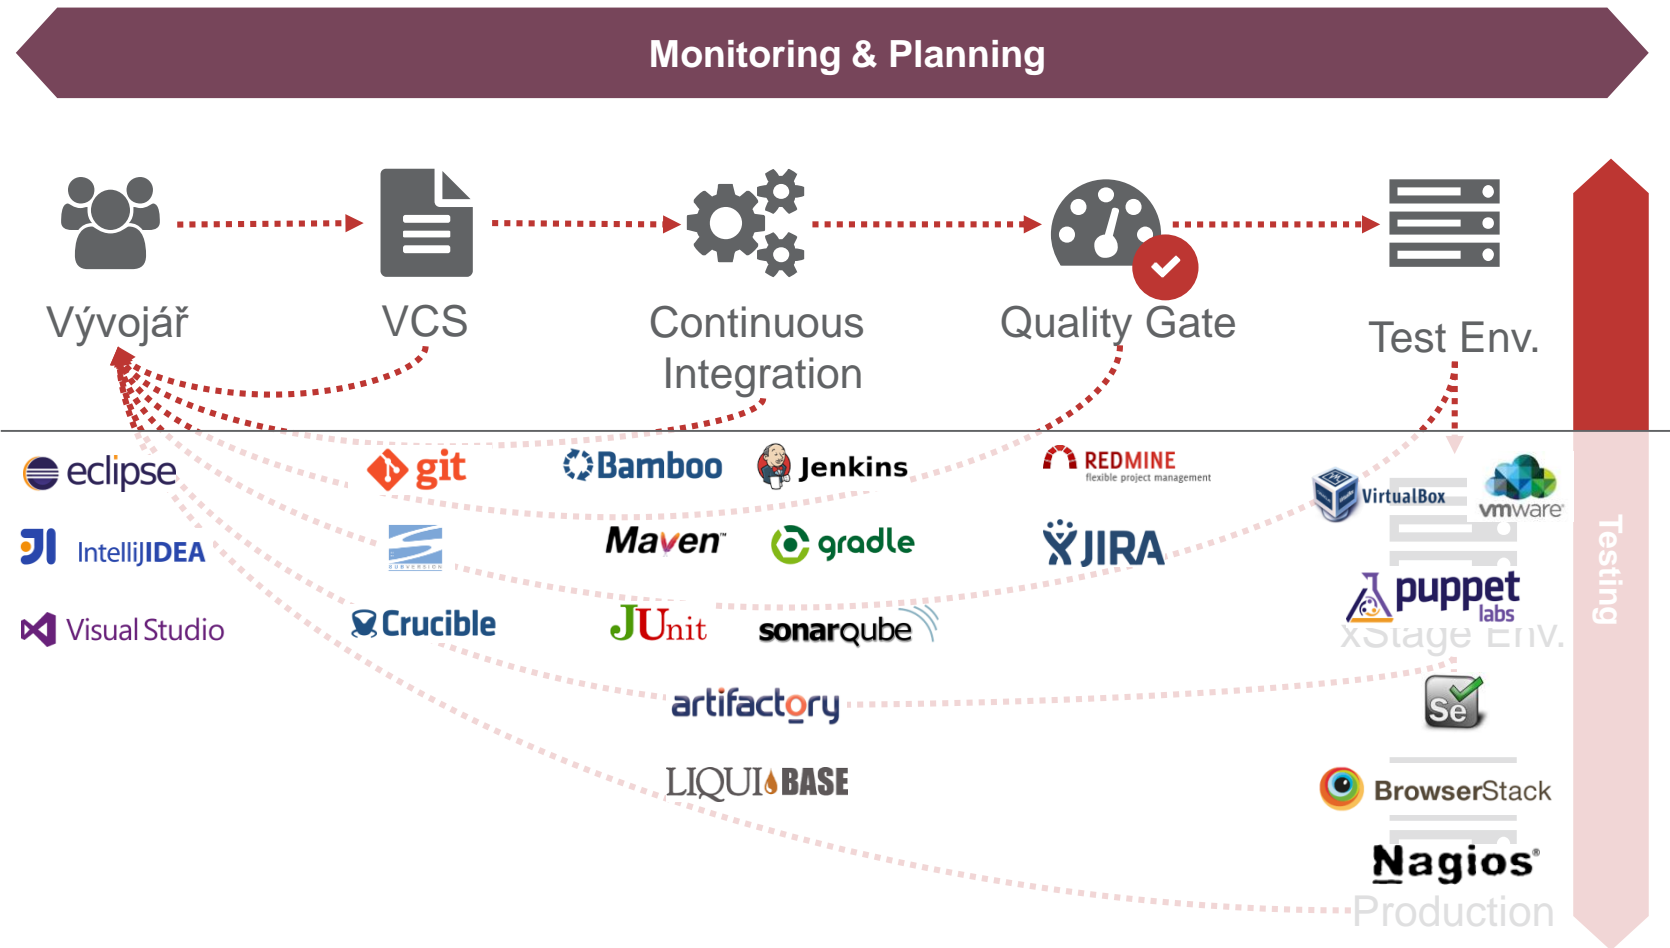 Monitoring & Planning
Vývojář
VCS
Continuous
Integration
Quality Gate
Test Env.
eclipse
git
Bamboo
Jenkins
REDMINE
flexible project management
VirtualBox
vmware
IntelliJIDEA
SUBVERSION
Maven™
gradle
JIRA
Testing
puppet
labs
Visual Studio
Crucible
JUnit
sonarqube
xStage Env.
artifactory
Se
LIQUIBASE
BrowserStack
Nagios®
Production